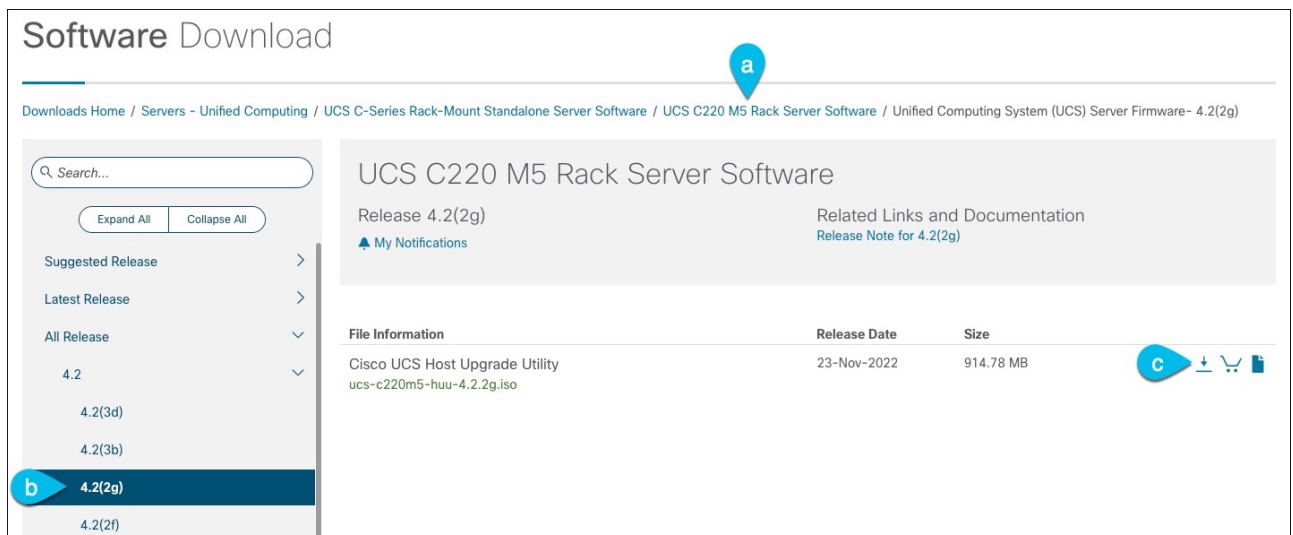 Software Download
a
Downloads Home / Servers - Unified Computing / UCS C-Series Rack-Mount Standalone Server Software / UCS C220 M5 Rack Server Software / Unified Computing System (UCS) Server Firmware- 4.2(2g)
Search...
Expand All Collapse All
Suggested Release
Latest Release
All Release
4.2
4.2(3d)
4.2(3b)
b 4.2(2g)
4.2(2f)
UCS C220 M5 Rack Server Software
Release 4.2(2g)
My Notifications
Related Links and Documentation
Release Note for 4.2(2g)
File Information Release Date Size
Cisco UCS Host Upgrade Utility 23-Nov-2022 914.78 MB c
ucs-c220m5-huu-4.2.2g.iso